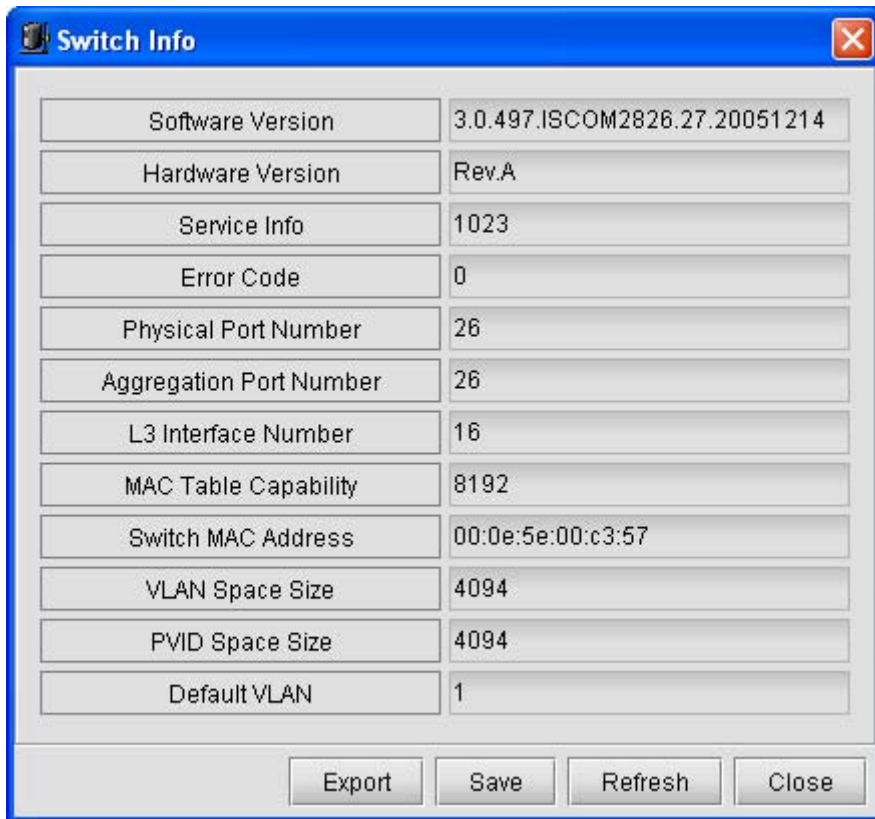 Switch Info
Software Version 3.0.497.ISCOM2826.27.20051214
Hardware Version Rev.A
Service Info 1023
Error Code 0
Physical Port Number 26
Aggregation Port Number 26
L3 Interface Number 16
MAC Table Capability 8192
Switch MAC Address 00:0e:5e:00:c3:57
VLAN Space Size 4094
PVID Space Size 4094
Default VLAN 1
Export Save Refresh Close